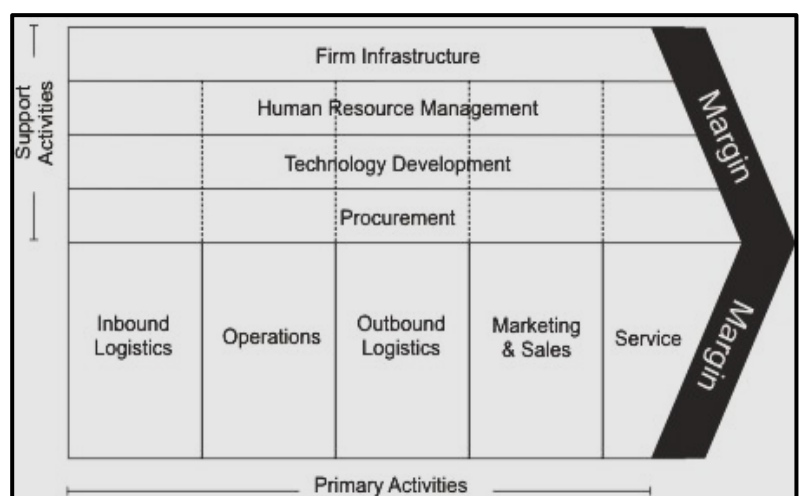 Support
Activities
Firm Infrastructure
Human Resource Management
Technology Development
Procurement
Margin
Inbound
Logistics
Operations
Outbound
Logistics
Marketing
& Sales
Service
Margin
Primary Activities